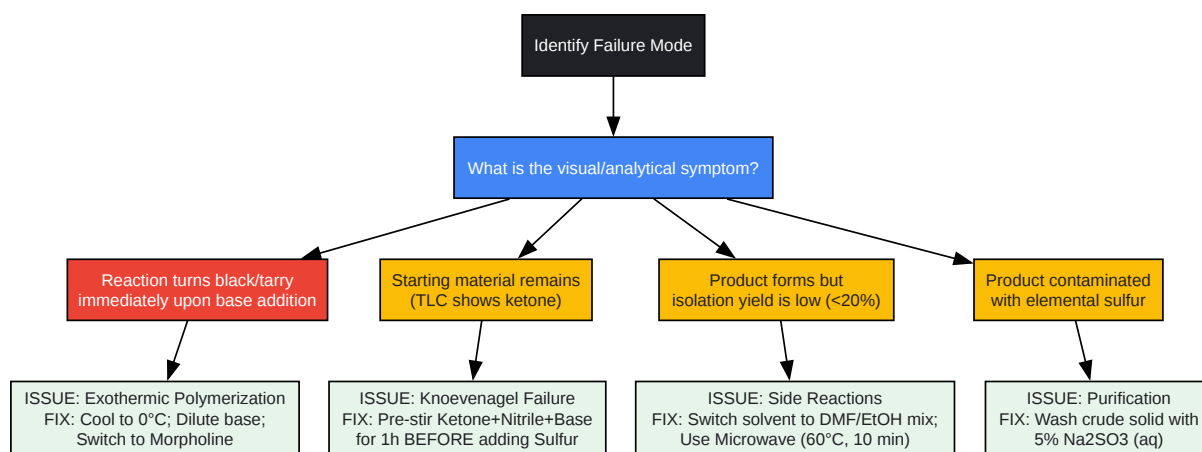 Identify Failure Mode
What is the visual/analytical symptom?
Reaction turns black/tarry
immediately upon base addition
Starting material remains
(TLC shows ketone)
Product forms but
isolation yield is low (<20%)
Product contaminated
with elemental sulfur
ISSUE: Exothermic Polymerization
FIX: Cool to 0°C; Dilute base;
Switch to Morpholine
ISSUE: Knoevenagel Failure
FIX: Pre-stir Ketone+Nitrile+Base
for 1h BEFORE adding Sulfur
ISSUE: Side Reactions
FIX: Switch solvent to DMF/EtOH mix;
Use Microwave (60°C, 10 min)
ISSUE: Purification
FIX: Wash crude solid with
5% Na2SO3 (aq)